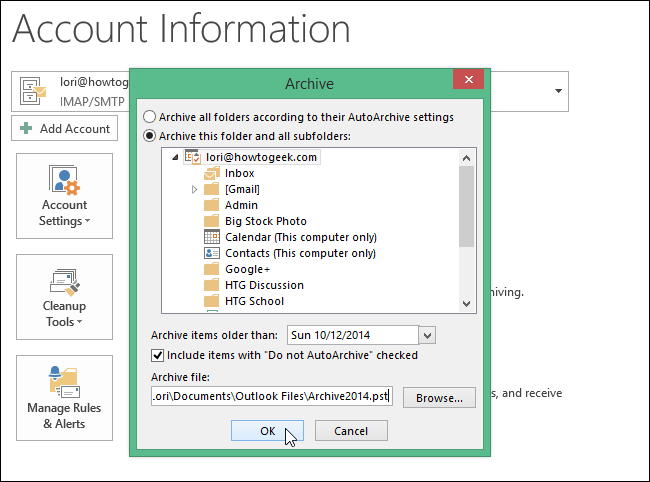 Account Information
lori@howtog
IMAP/SMTP
Add Account
Account
Settings
Cleanup
Tools
Manage Rules
& Alerts
Archive
Archive all folders according to their AutoArchive settings
Archive this folder and all subfolders:
lori@howtogeek.com
Inbox
[Gmail]
Admin
Big Stock Photo
Calendar (This computer only)
Contacts (This computer only)
Google+
HTG Discussion
HTG School
Archive items older than: Sun 10/12/2014
Include items with "Do not AutoArchive" checked
Archive file:
.ori\Documents\Outlook Files\Archive2014.pst
Browse...
OK
Cancel
hiving.
s, and receive